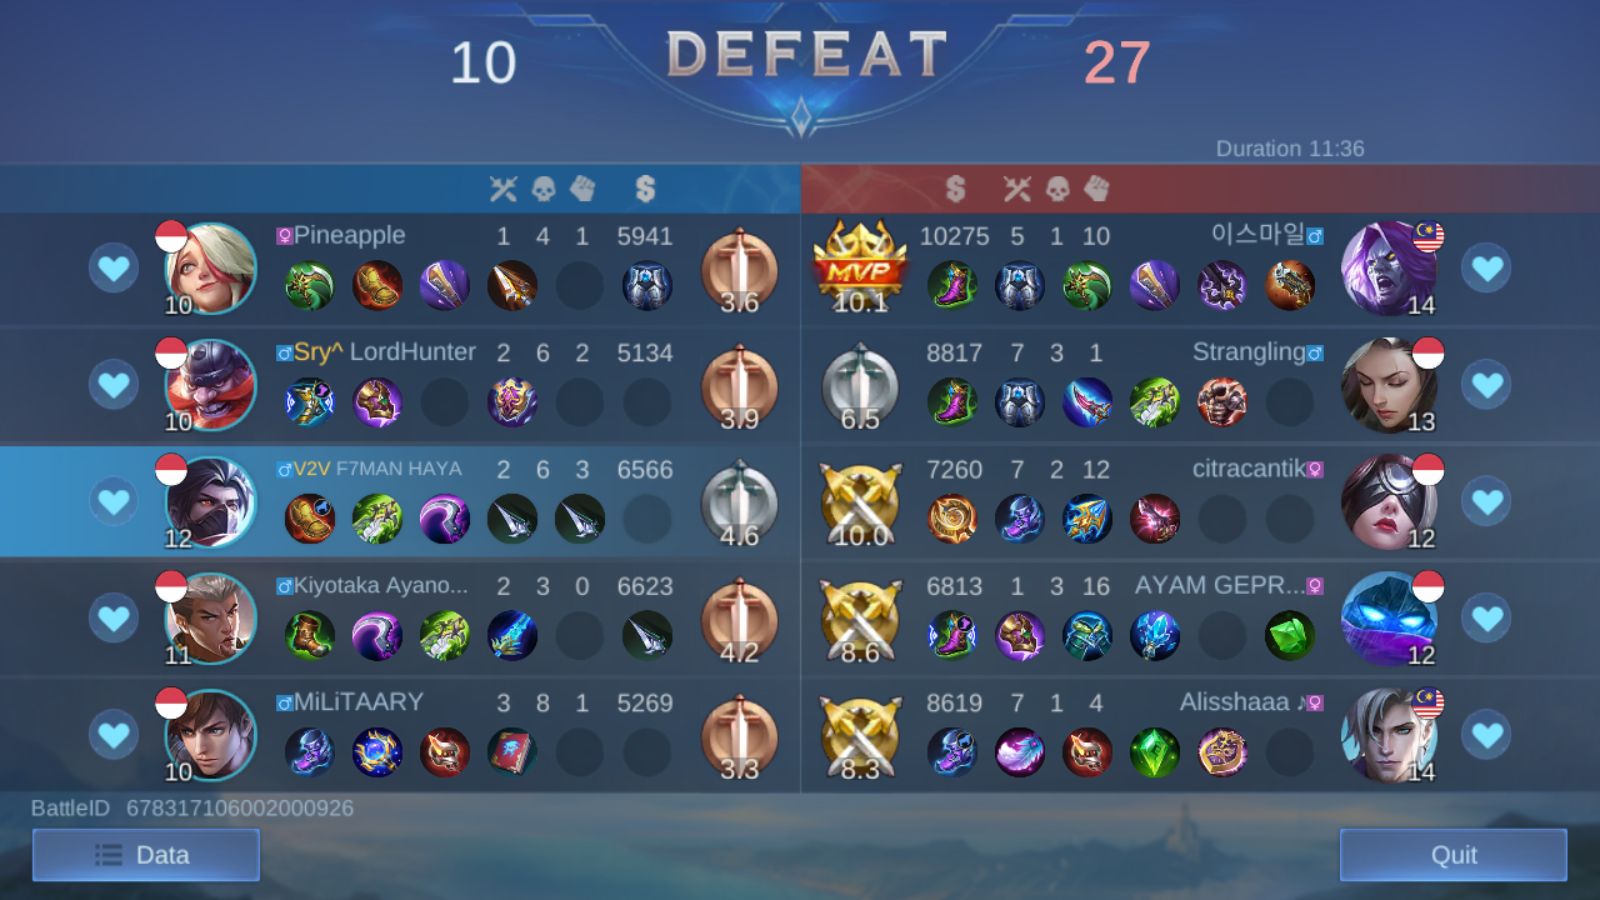 10 DEFEAT 27
Duration 11:36
Pineapple 1 4 1 5941
10 3.6
Sry^ LordHunter 2 6 2 5134
10 3.9
V2V F7MAN HAYA 2 6 3 6566
12 4.6
Kiyotaka Ayano... 2 3 0 6623
11 4.2
MiLiTAARY 3 8 1 5269
10 3.3
10275 5 1 10 이스마일
MVP 10.1 14
8817 7 3 1 Strangling
6.5 13
7260 7 2 12 citracantik
10.0 12
6813 1 3 16 AYAM GEPR...
8.6 12
8619 7 1 4 Alisshaaa ♪
8.3 14
BattleID 678317106002000926
Data
Quit